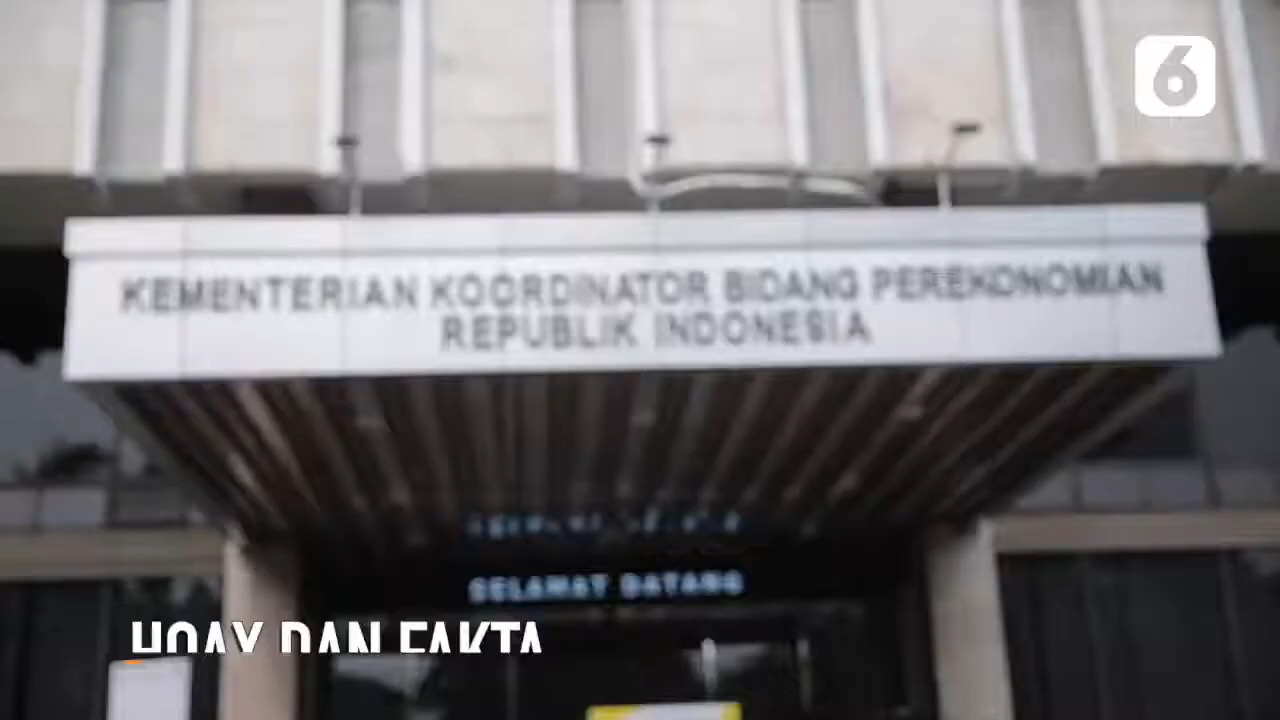 6
KEMENTERIAN KOORDINATOR BIDANG PEREKONOMIAN
REPUBLIK INDONESIA
SELAMAT DATANG
HOAX DAN FAKTA